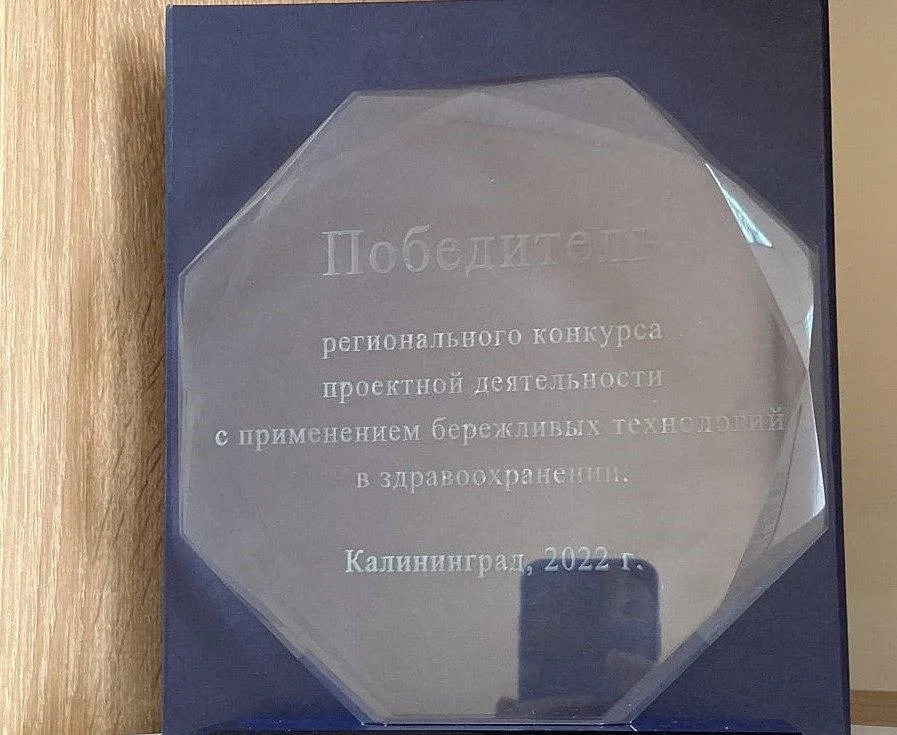 Победитель
регионального конкурса
проектной деятельности
с применением бережливых технологий
в здравоохранении.
Калининград, 2022 г.